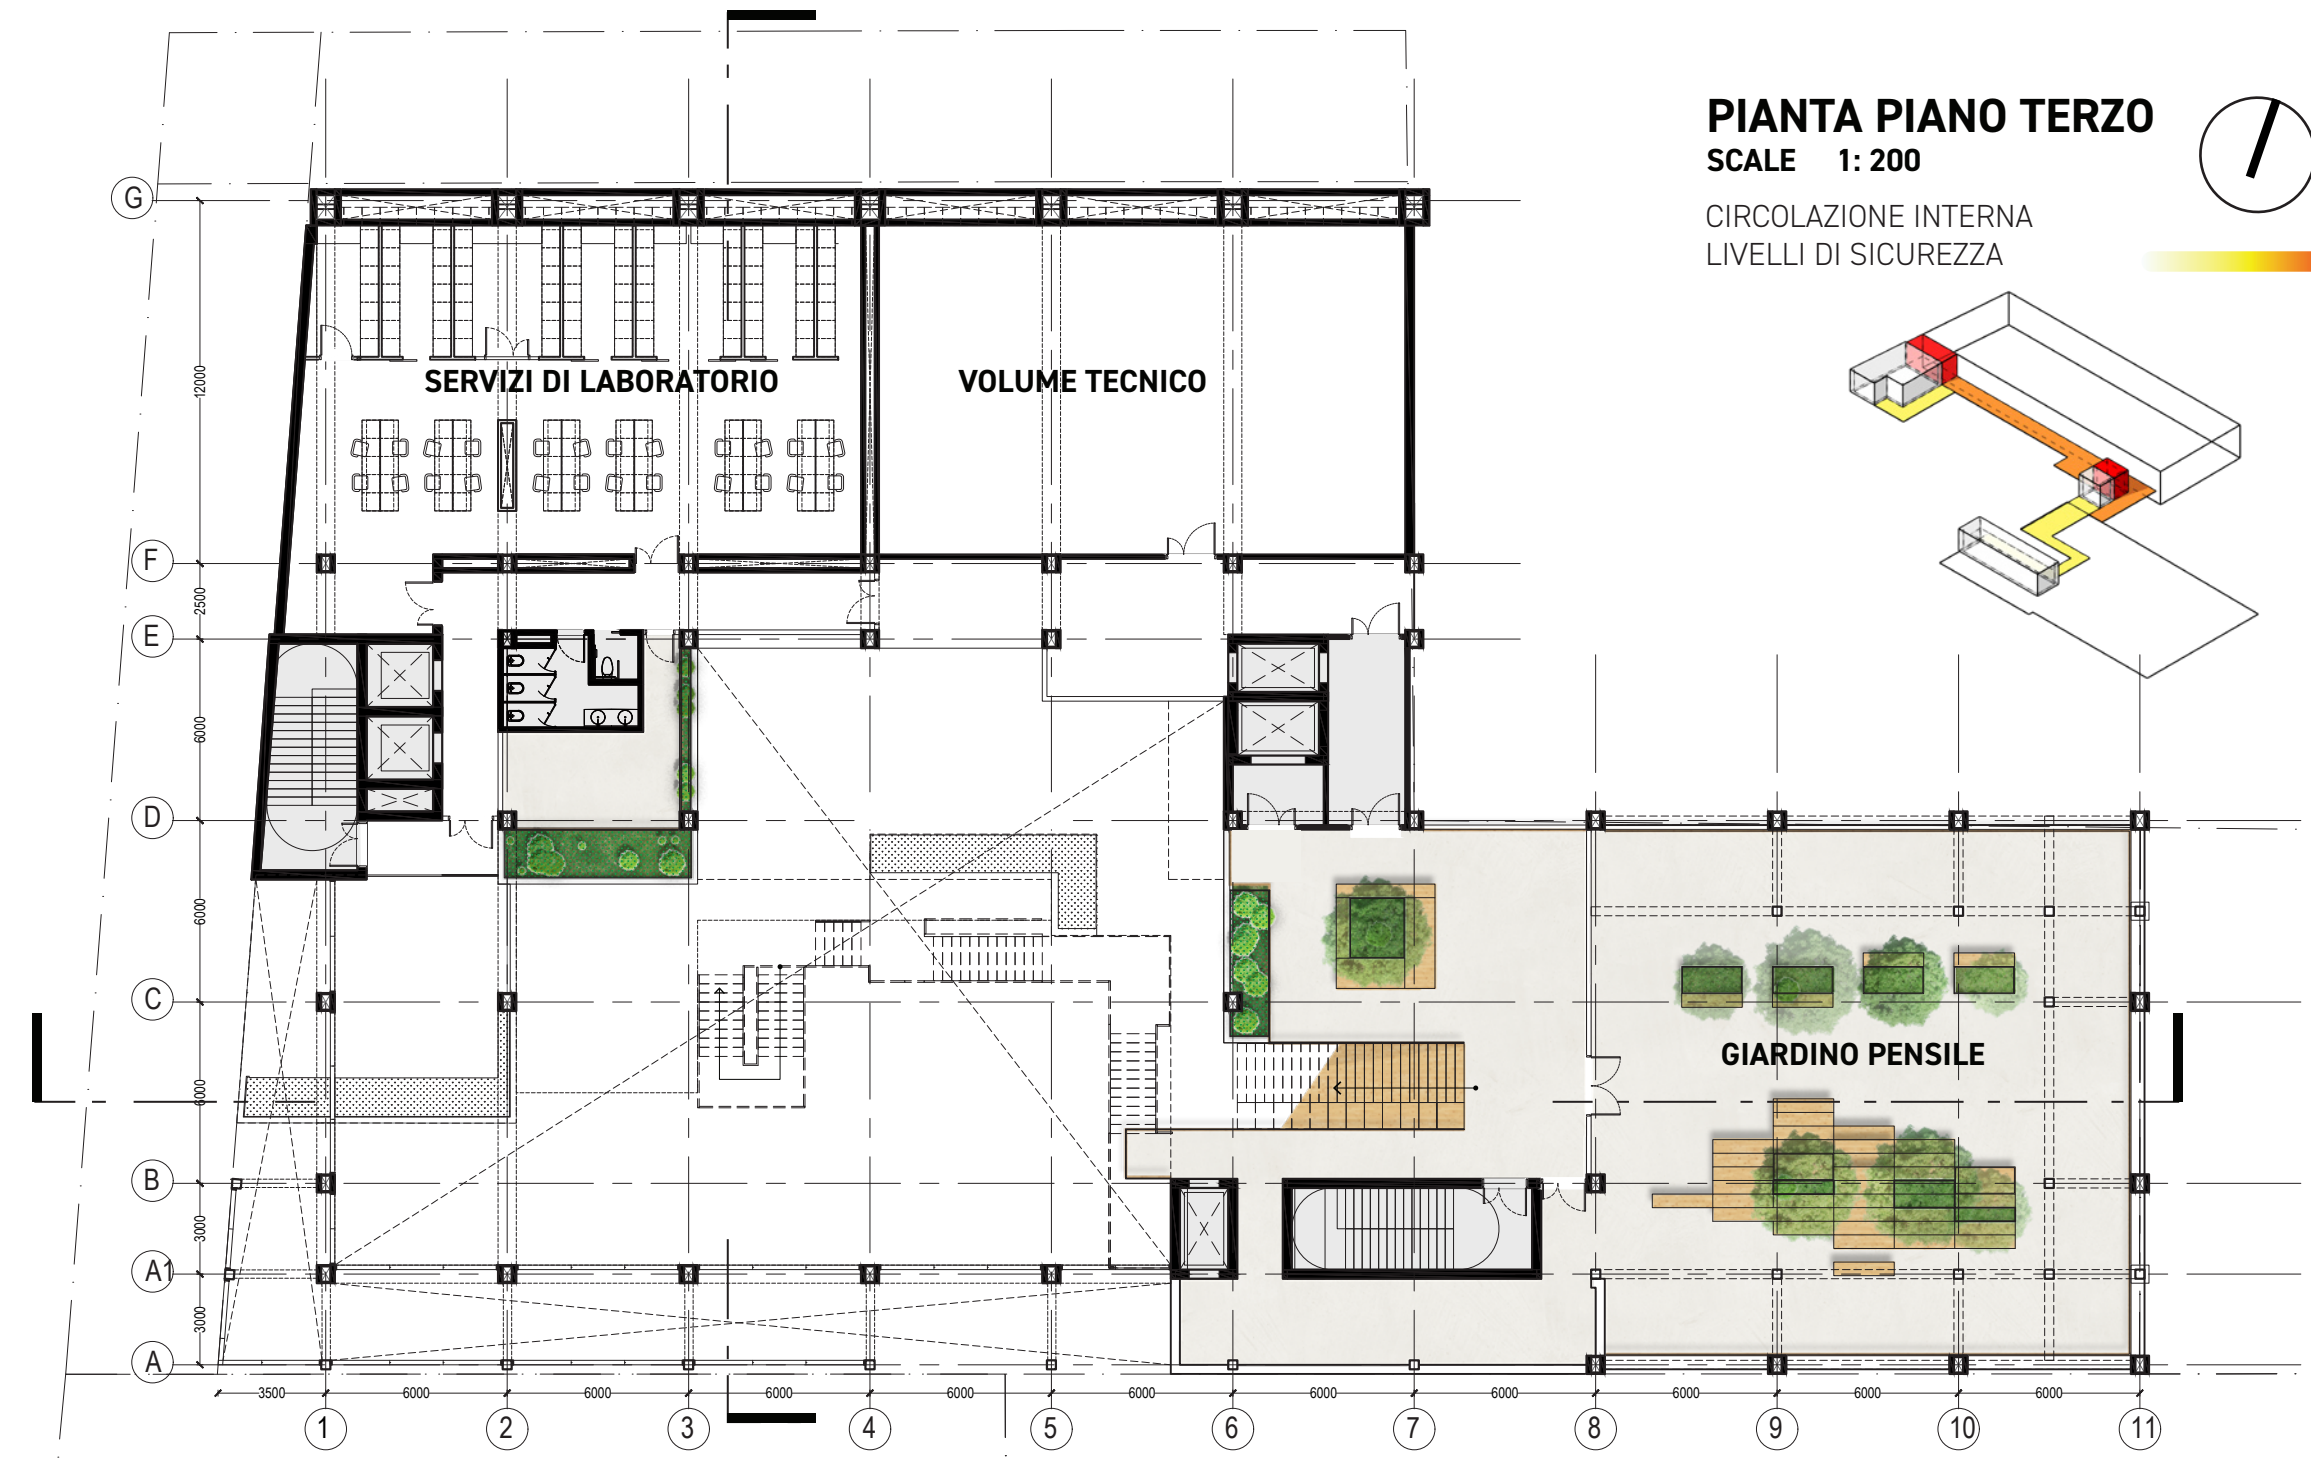 PIANTA PIANO TERZO
SCALE 1: 200
CIRCOLAZIONE INTERNA
LIVELLI DI SICUREZZA
G
12000
SERVIZI DI LABORATORIO
VOLUME TECNICO
F
2500
E
6000
D
6000
C
GIARDINO PENSILE
6000
B
3000
A1
3000
A
3500 6000 6000 6000 6000 6000 6000 6000 6000 6000 6000
1 2 3 4 5 6 7 8 9 10 11